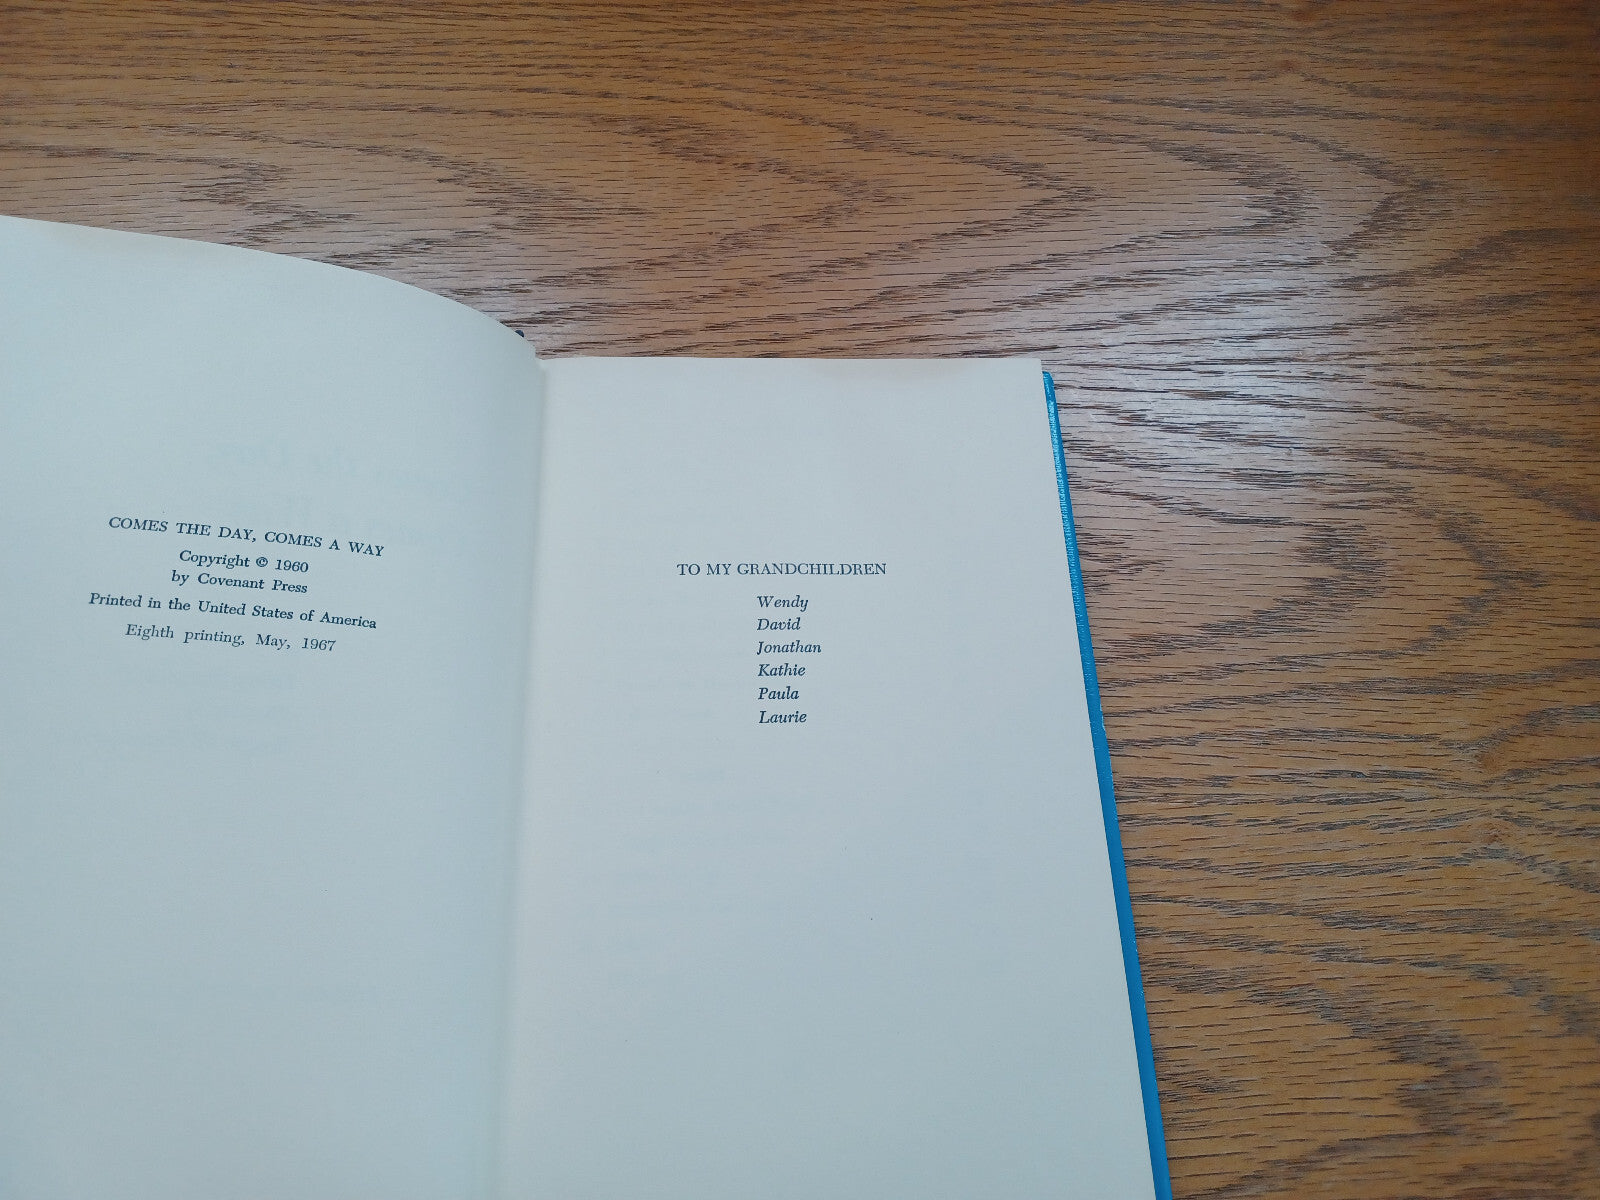 COMES THE DAY, COMES A WAY
Copyright © 1960
by Covenant Press
Printed in the United States of America
Eighth printing, May, 1967
TO MY GRANDCHILDREN
Wendy
David
Jonathan
Kathie
Paula
Laurie